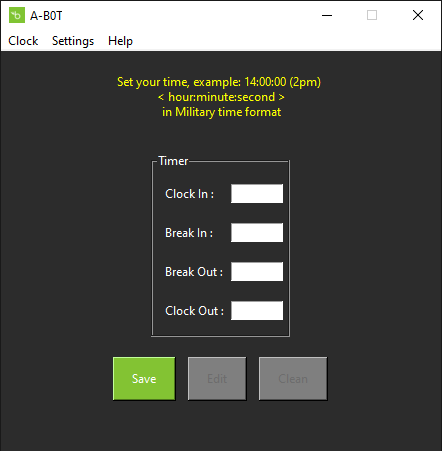 A-B0T
Clock Settings Help
Set your time, example: 14:00:00 (2pm)
< hour:minute:second >
in Military time format
Timer
Clock In :
Break In :
Break Out :
Clock Out :
Save Edit Clean